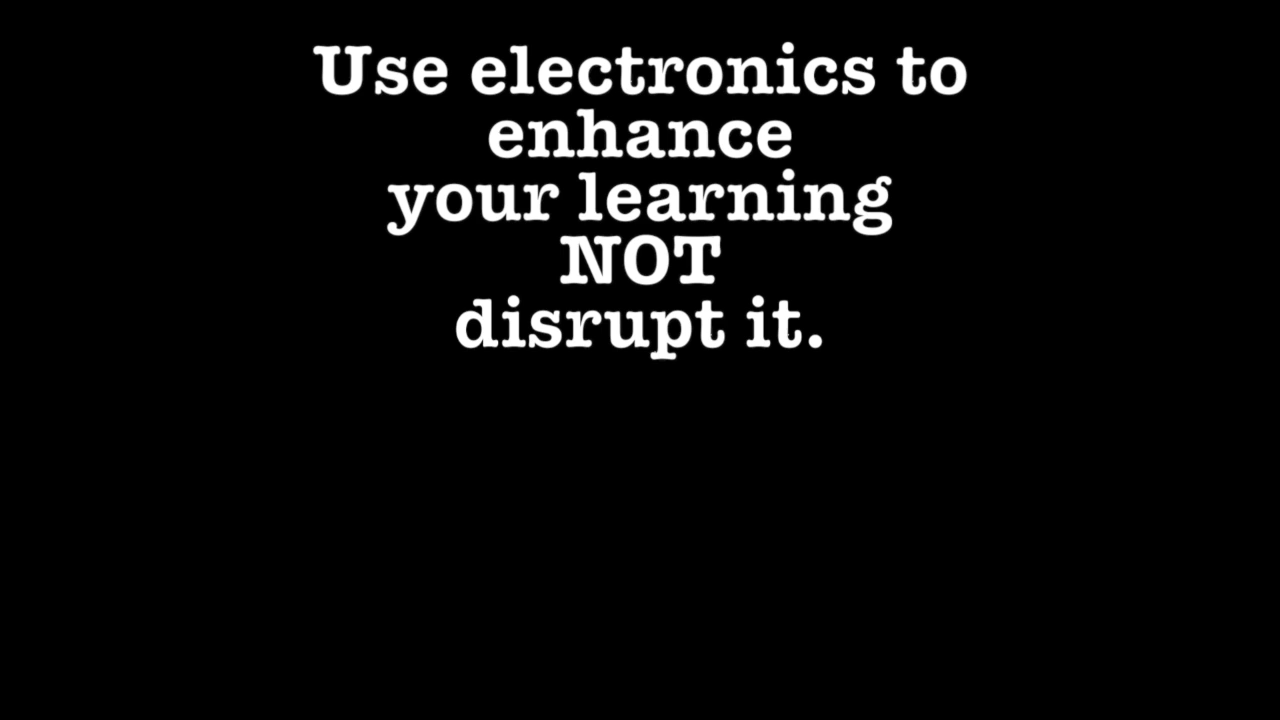 Use electronics to
enhance
your learning
NOT
disrupt it.